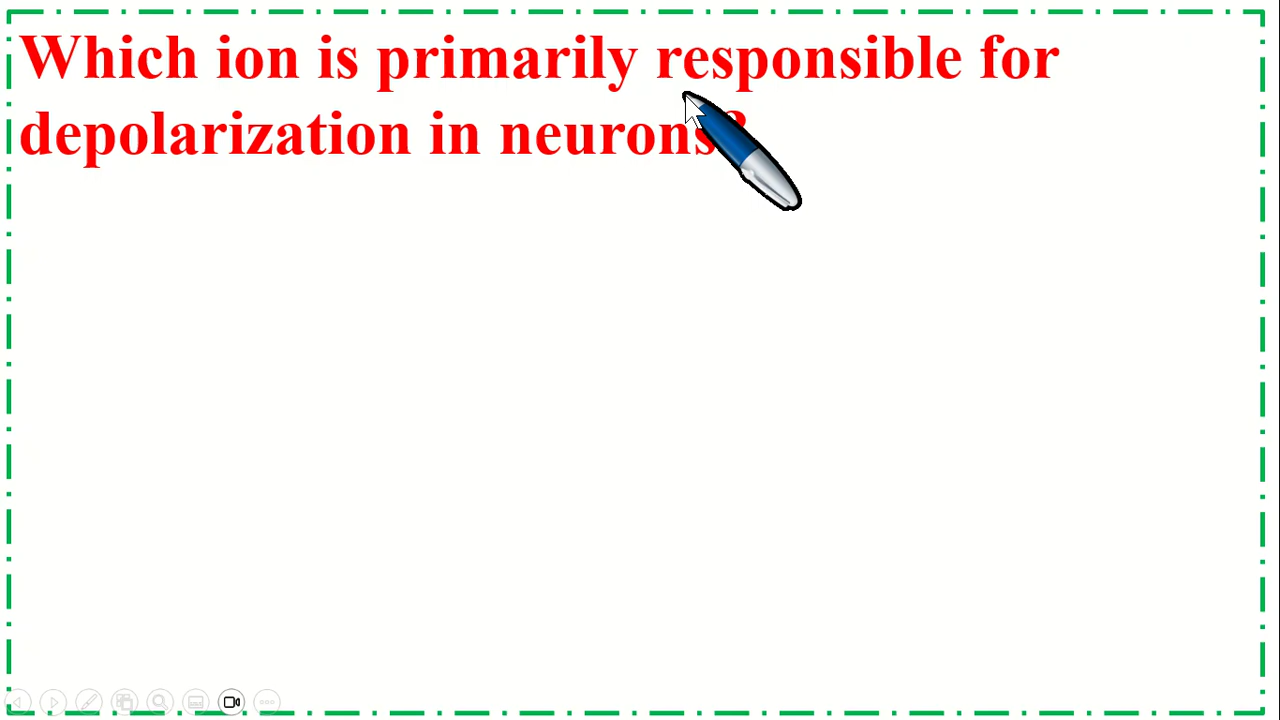 Which ion is primarily responsible for
depolarization in neurons?